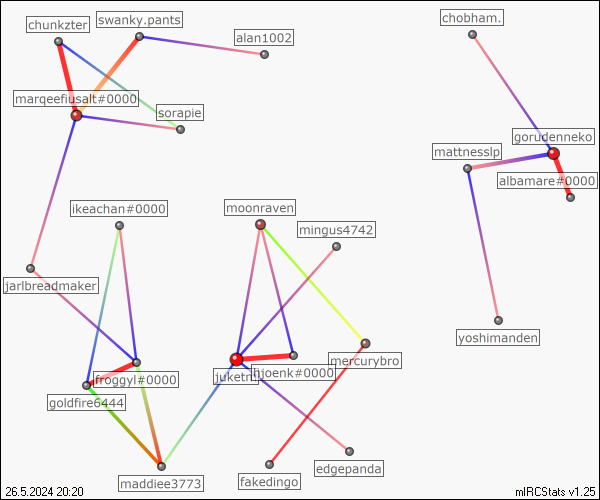 chobham.
swanky.pants
chunkzter
alan1002
marqeefiusalt#0000
sorapie
gorudenneko
mattnesslp
albamare#0000
ikeachan#0000
moonraven
mingus4742
jarlbreadmaker
yoshimanden
mercurybro
froggyl#0000
hjoenk#0000
goldfire6444
edgepanda
maddiee3773
fakedingo
26.5.2024 20:20
mIRCStats v1.25